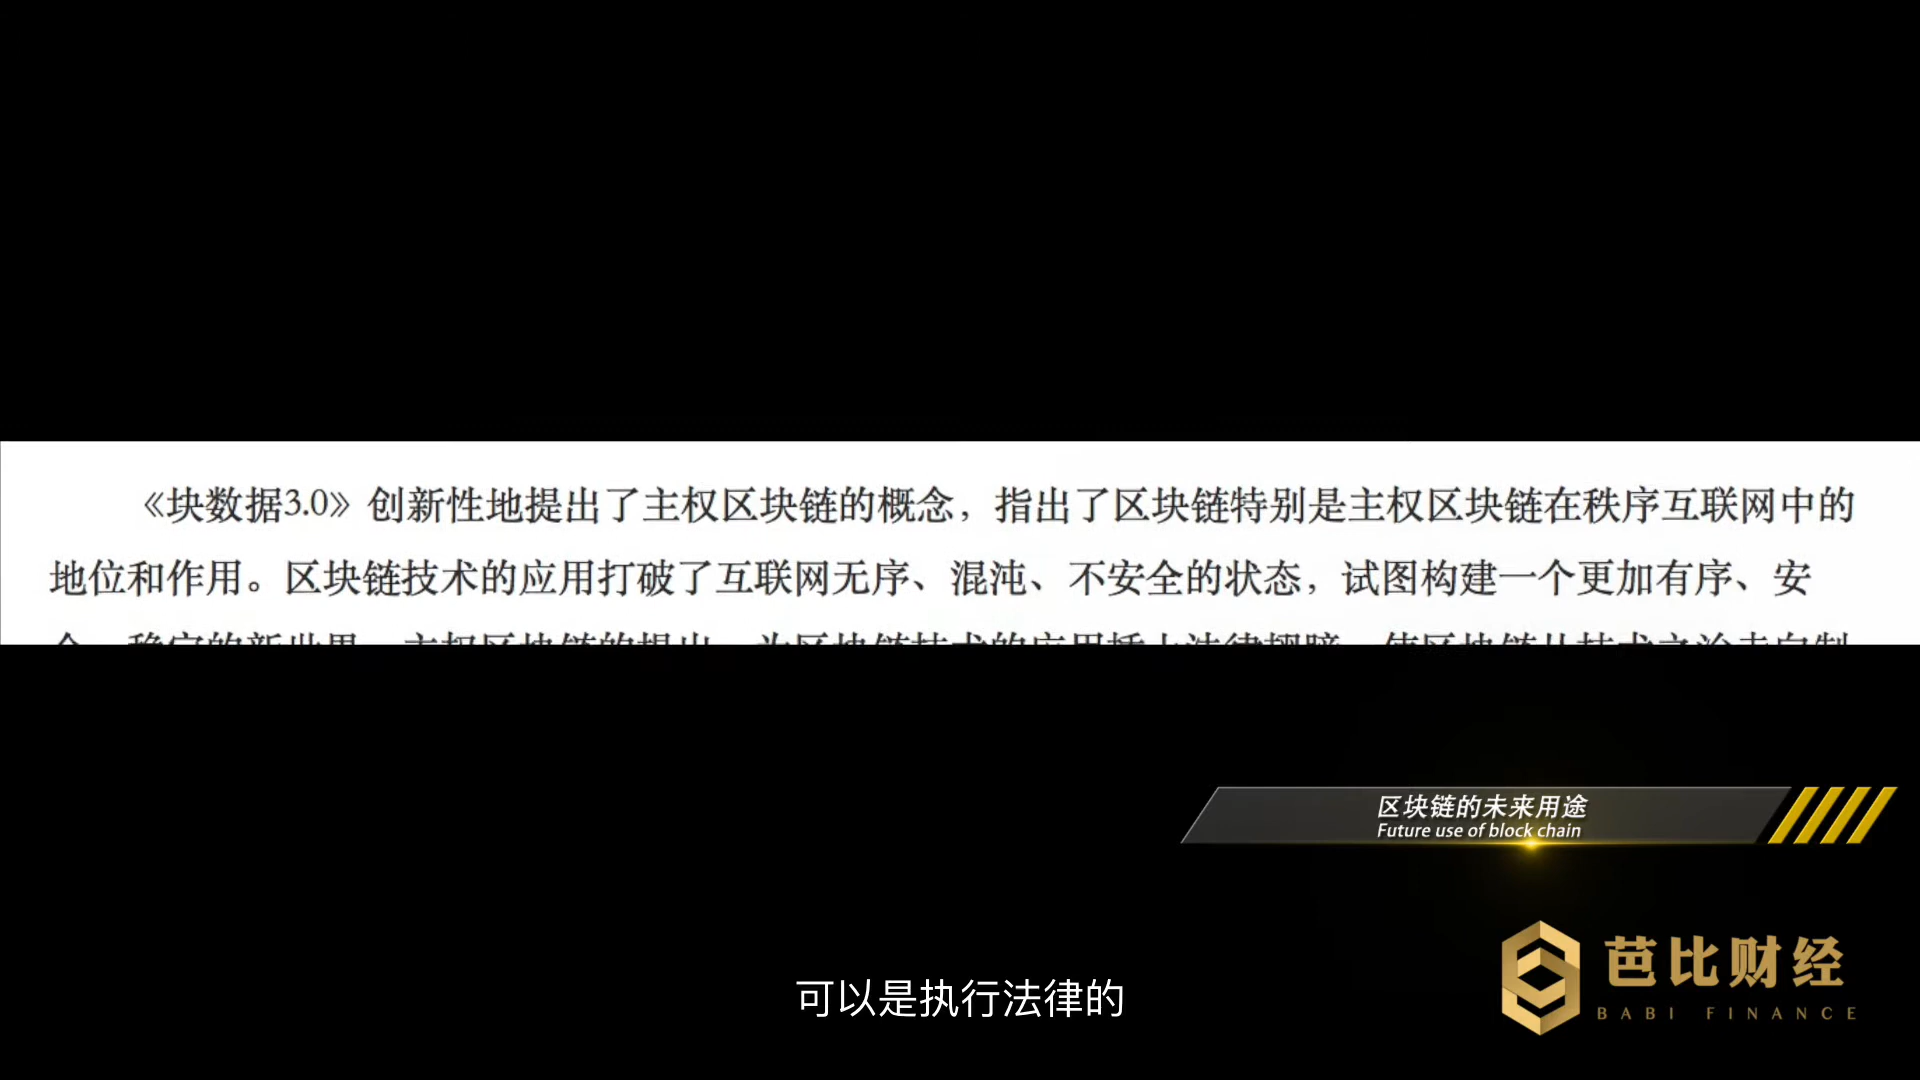 《块数据3.0》创新性地提出了主权区块链的概念，指出了区块链特别是主权区块链在秩序互联网中的
地位和作用。区块链技术的应用打破了互联网无序、混沌、不安全的状态，试图构建一个更加有序、安
区块链的未来用途
Future use of block chain
芭比财经
BABI FINANCE
可以是执行法律的